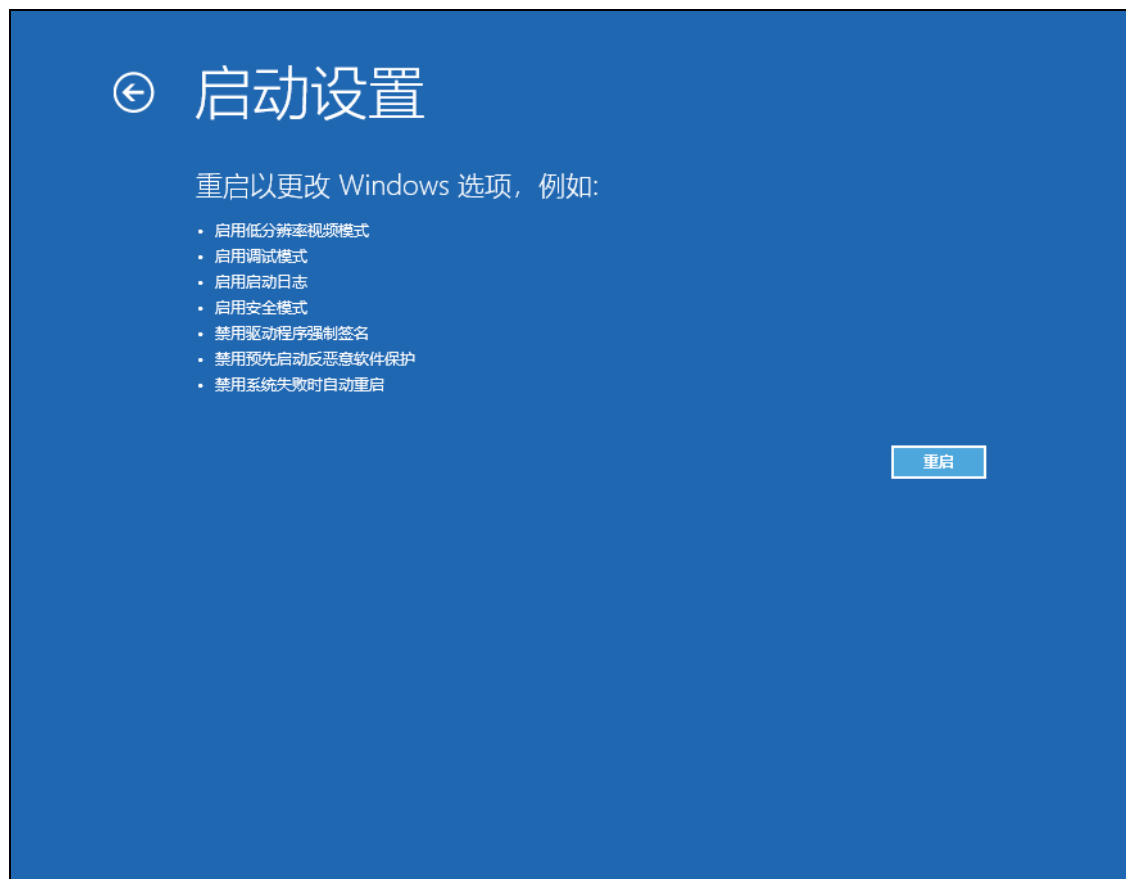 启动设置
重启以更改 Windows 选项，例如:
• 启用低分辨率视频模式
• 启用调试模式
• 启用启动日志
• 启用安全模式
• 禁用驱动程序强制签名
• 禁用预先启动反恶意软件保护
• 禁用系统失败时自动重启
重启